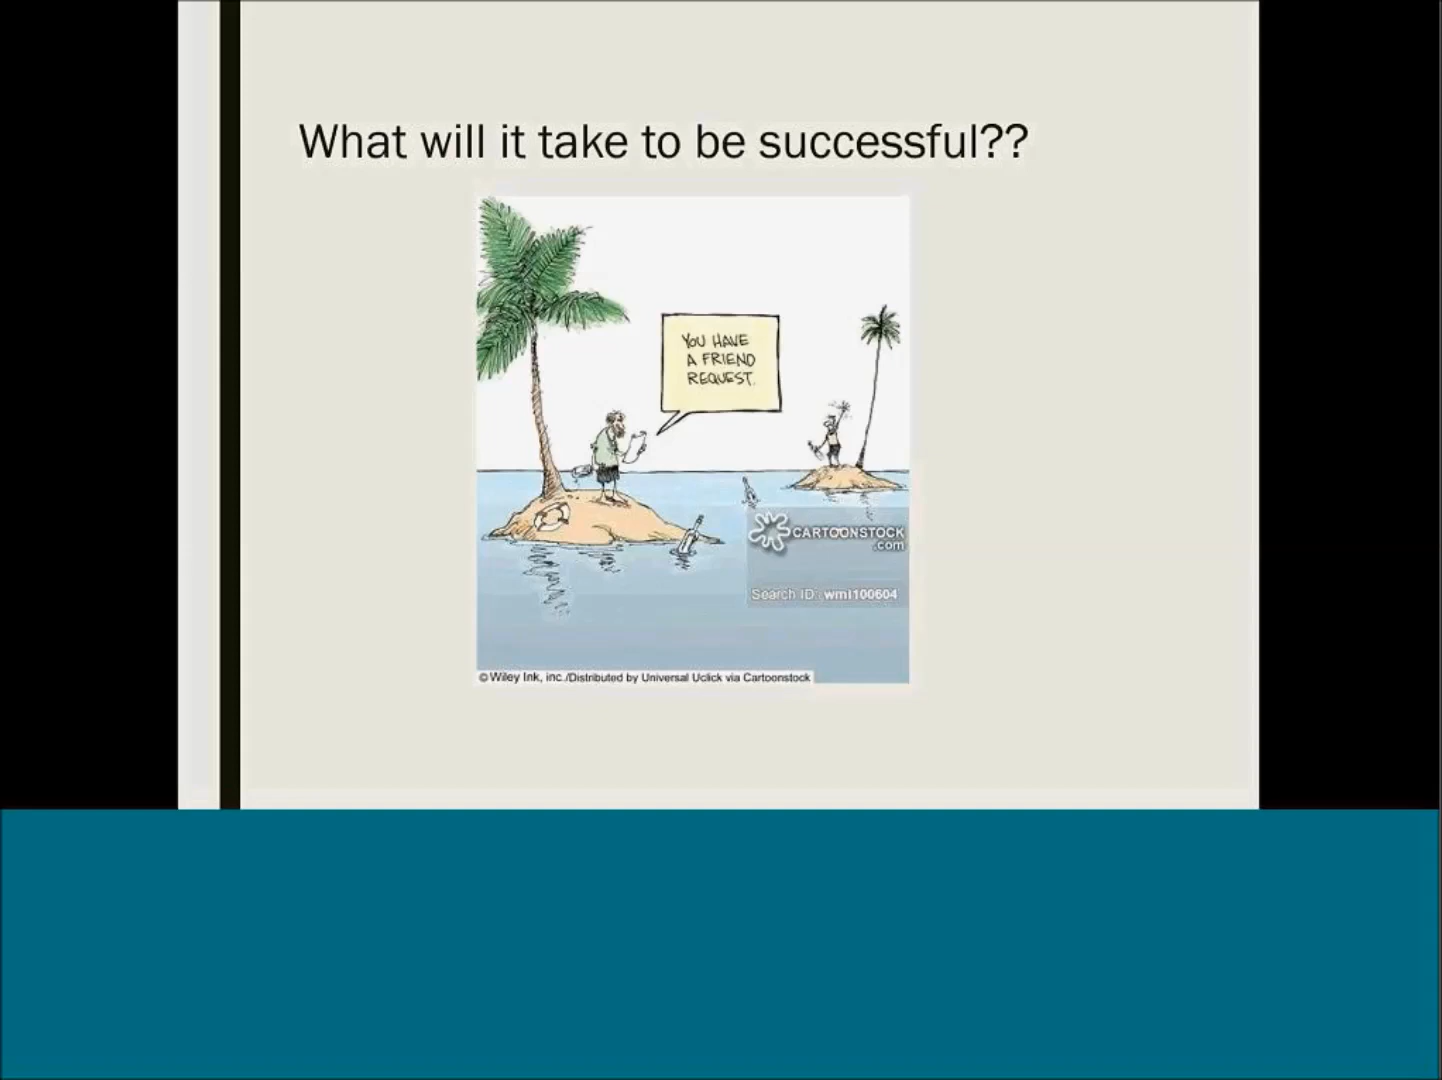 What will it take to be successful??
YOU HAVE
A FRIEND
REQUEST.
CARTOONSTOCK
.com
Search ID: wmi100604
© Wiley Ink, inc./Distributed by Universal Uclick via Cartoonstock